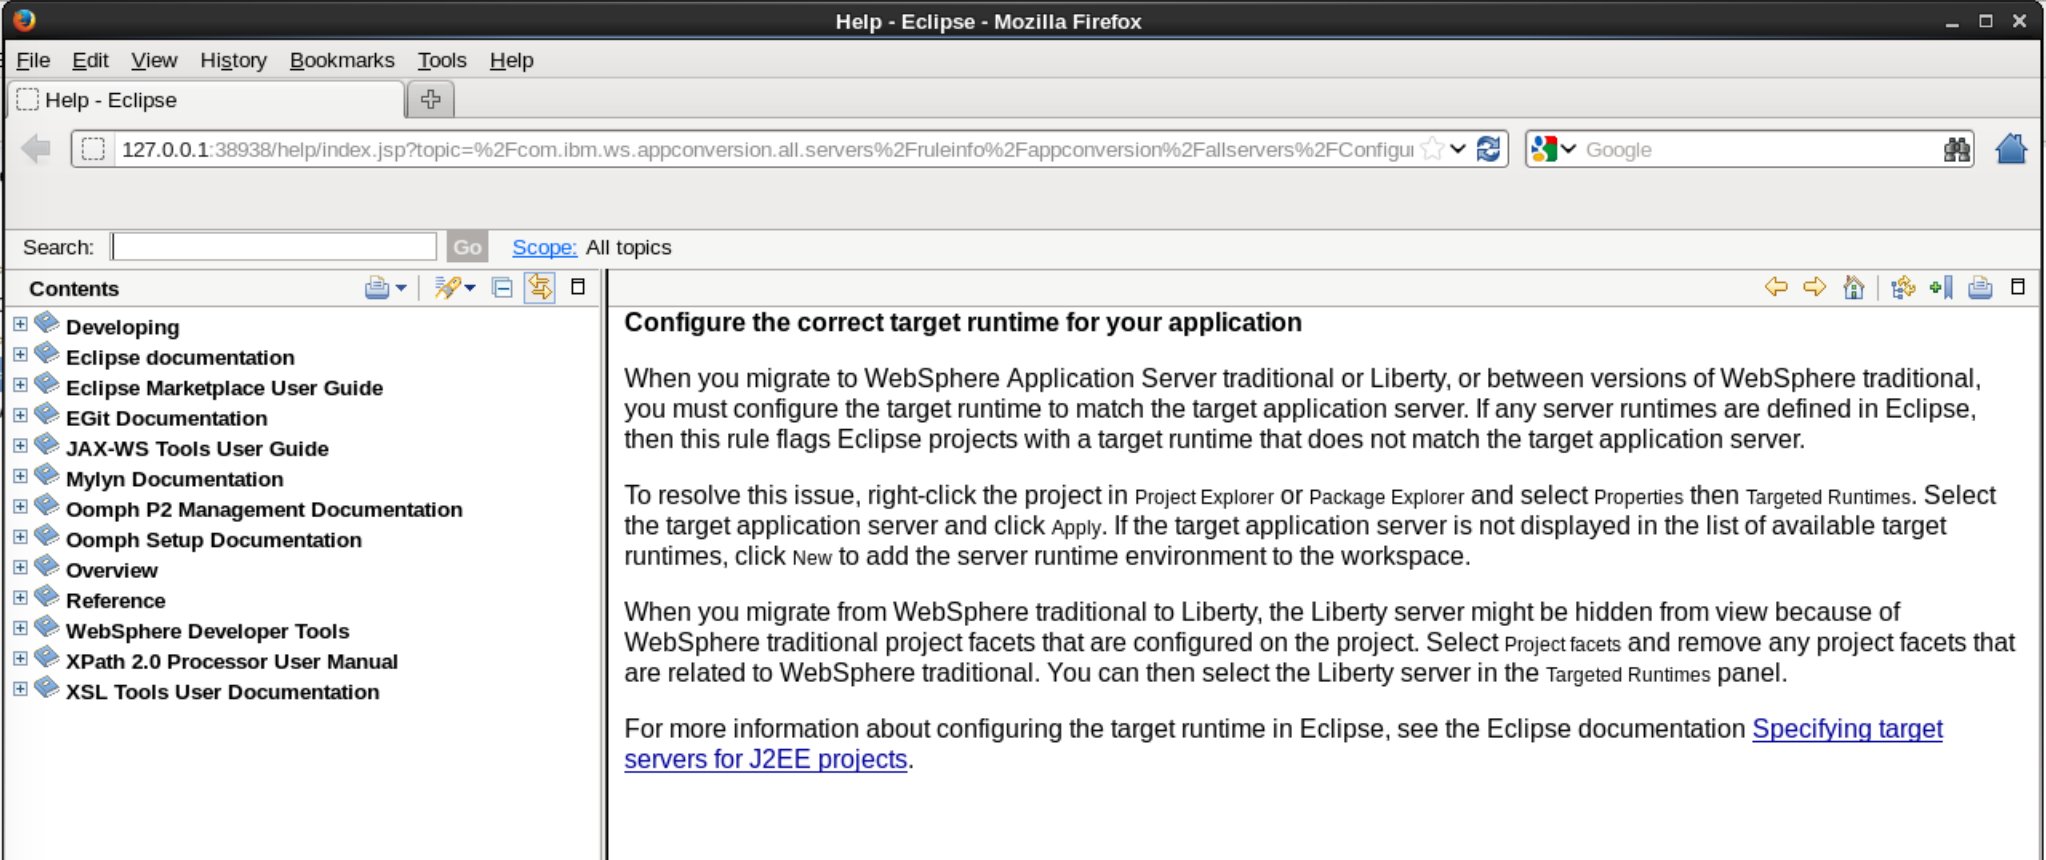 Help - Eclipse - Mozilla Firefox
File Edit View History Bookmarks Tools Help
Help - Eclipse
127.0.0.1:38938/help/index.jsp?topic=%2Fcom.ibm.ws.appconversion.all.servers%2Fruleinfo%2Fappconversion%2Fallservers%2FConfigur
Google
Search: Go Scope: All topics
Contents
Developing
Eclipse documentation
Eclipse Marketplace User Guide
EGit Documentation
JAX-WS Tools User Guide
Mylyn Documentation
Oomph P2 Management Documentation
Oomph Setup Documentation
Overview
Reference
WebSphere Developer Tools
XPath 2.0 Processor User Manual
XSL Tools User Documentation
Configure the correct target runtime for your application
When you migrate to WebSphere Application Server traditional or Liberty, or between versions of WebSphere traditional,
you must configure the target runtime to match the target application server. If any server runtimes are defined in Eclipse,
then this rule flags Eclipse projects with a target runtime that does not match the target application server.
To resolve this issue, right-click the project in Project Explorer or Package Explorer and select Properties then Targeted Runtimes. Select
the target application server and click Apply. If the target application server is not displayed in the list of available target
runtimes, click New to add the server runtime environment to the workspace.
When you migrate from WebSphere traditional to Liberty, the Liberty server might be hidden from view because of
WebSphere traditional project facets that are configured on the project. Select Project facets and remove any project facets that
are related to WebSphere traditional. You can then select the Liberty server in the Targeted Runtimes panel.
For more information about configuring the target runtime in Eclipse, see the Eclipse documentation Specifying target
servers for J2EE projects.